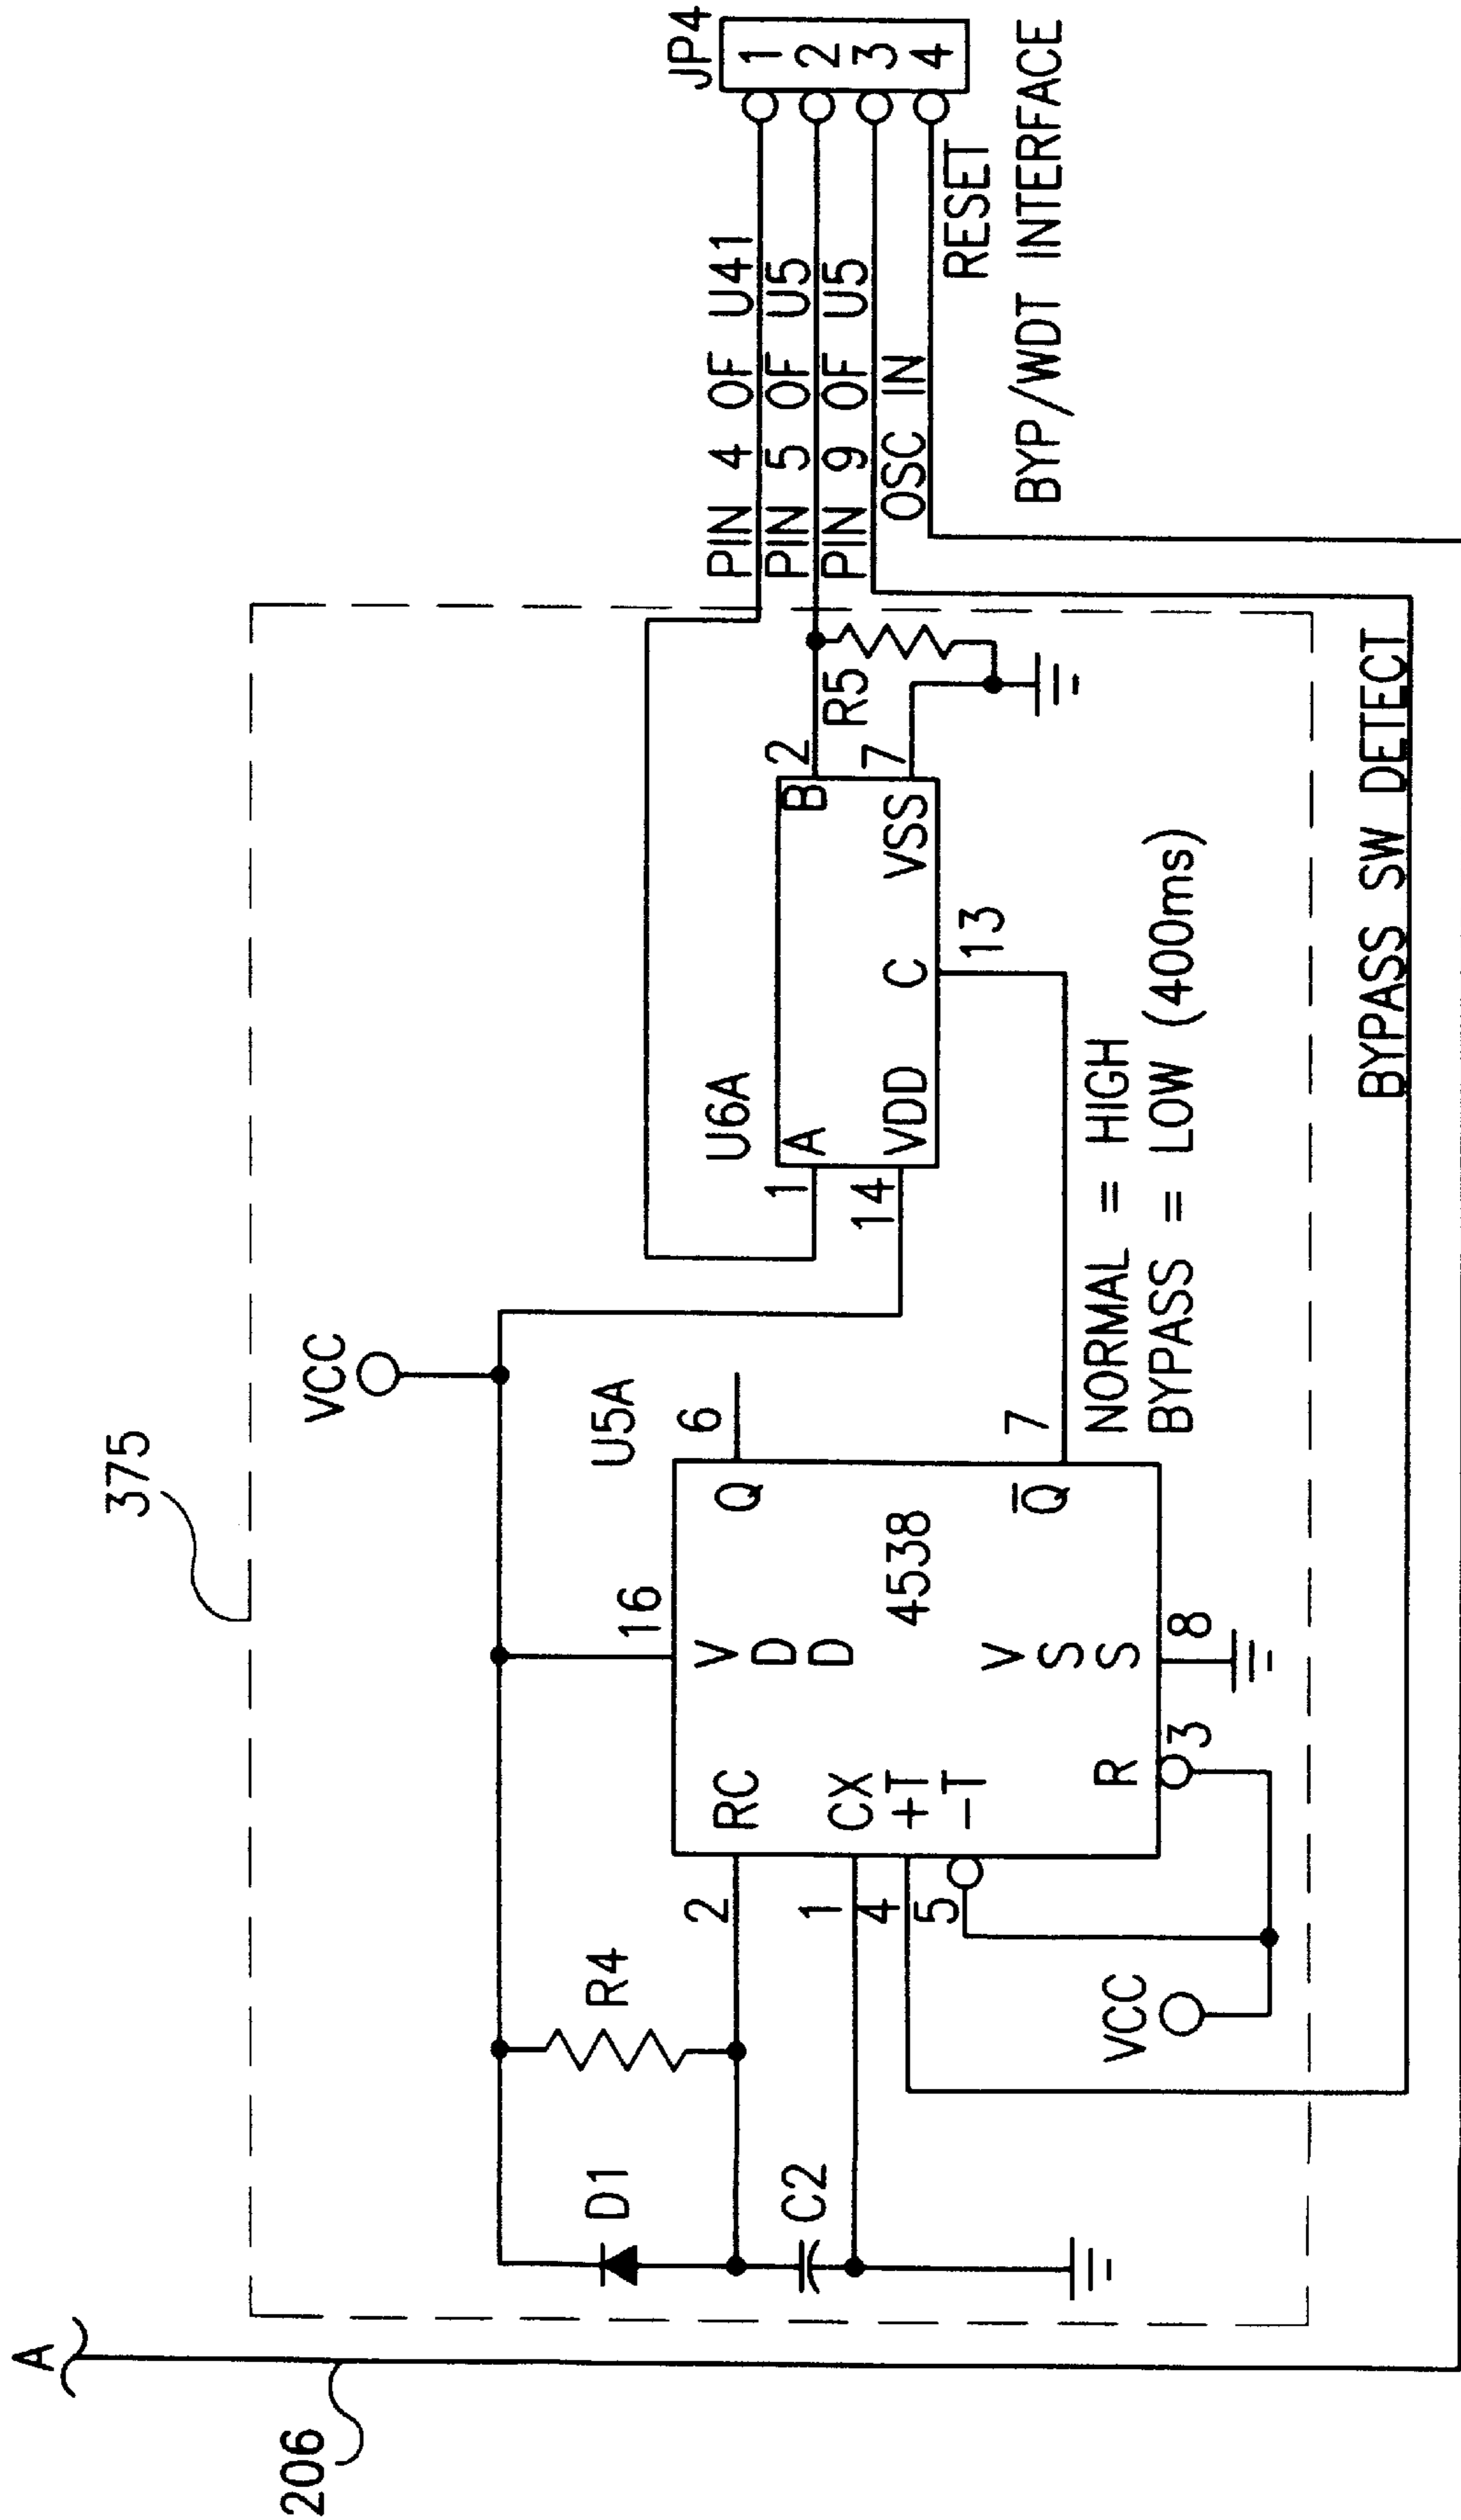 A
206
375
VCC
D1
R4
C2
2
1
4
5
RC
CX
+T
-T
R
3
VCC
16
V
D
D
4538
V
S
S
8
U5A
Q
6
Q̅
7
NORMAL = HIGH
BYPASS = LOW (400ms)
U6A
1
14
A
VDD
C
13
B
VSS
2
7
R5
PIN 4 OF U41
PIN 5 OF U5
PIN 9 OF U5
OSC IN
RESET
JP4
1
2
3
4
BYP/WDT INTERFACE
BYPASS SW DETECT